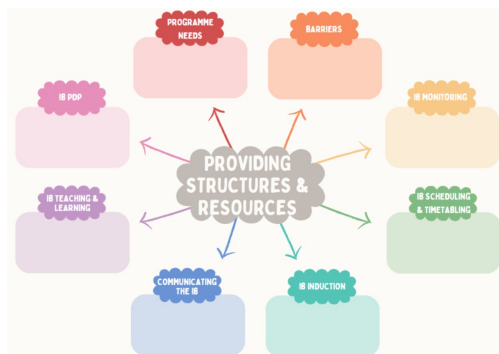 PROGRAMME
NEEDS
BARRIERS
IB PDP
IB MONITORING
PROVIDING
STRUCTURES &
RESOURCES
IB TEACHING &
LEARNING
IB SCHEDULING
& TIMETABLING
COMMUNICATING
THE IB
IB INDUCTION